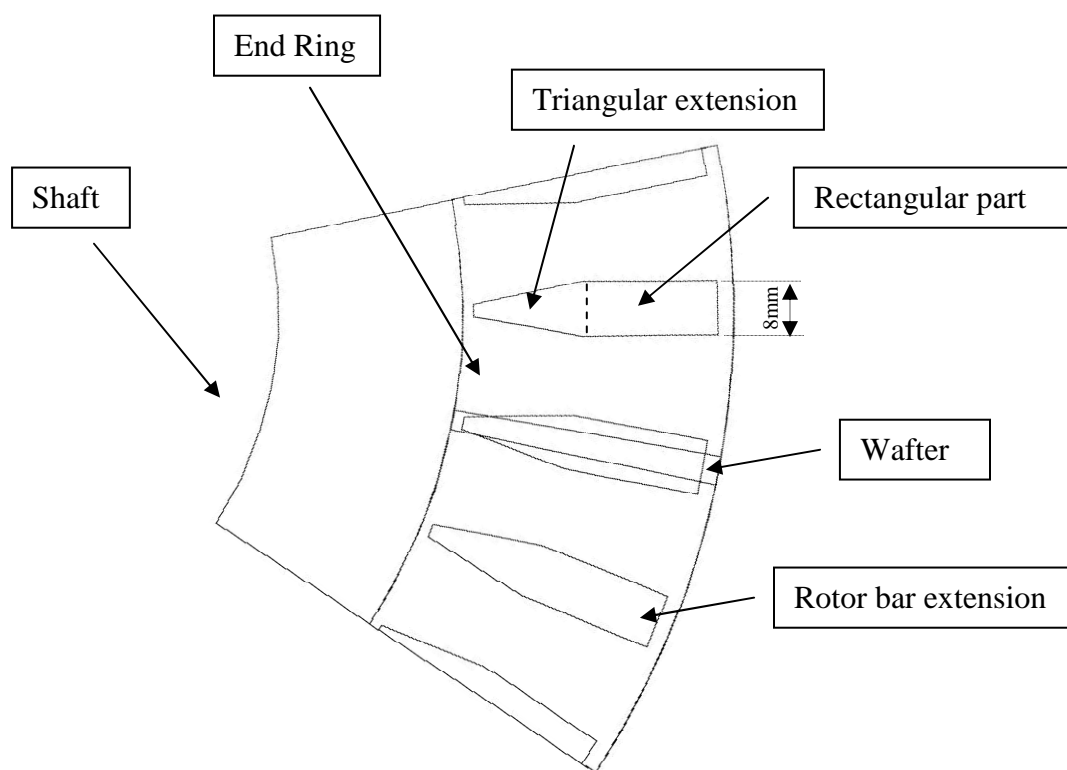 End Ring
Triangular extension
Shaft
Rectangular part
8mm
Wafter
Rotor bar extension